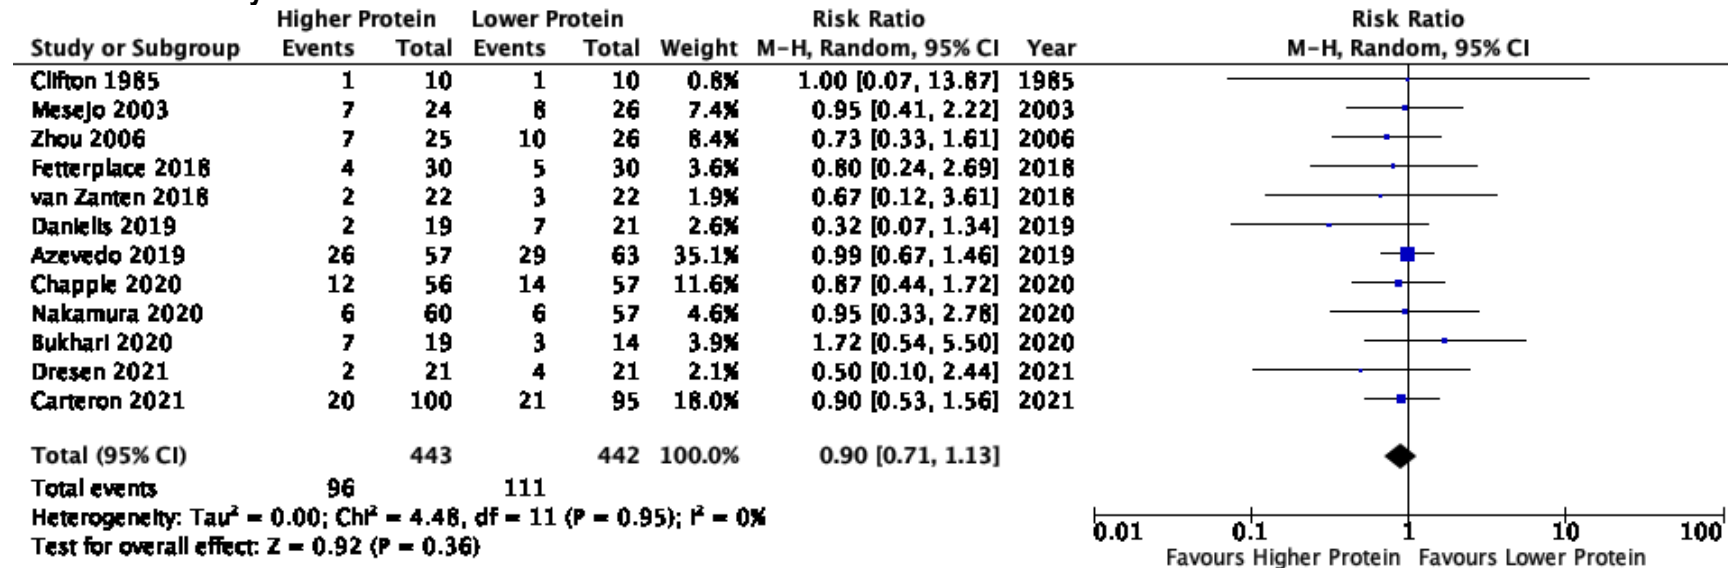 Higher Protein Lower Protein Risk Ratio Risk Ratio
Study or Subgroup Events Total Events Total Weight M-H, Random, 95% CI Year M-H, Random, 95% CI
Clifton 1985 1 10 1 10 0.8% 1.00 [0.07, 13.87] 1985
Mesejo 2003 7 24 8 26 7.4% 0.95 [0.41, 2.22] 2003
Zhou 2006 7 25 10 26 8.4% 0.73 [0.33, 1.61] 2006
Fetterplace 2018 4 30 5 30 3.6% 0.80 [0.24, 2.69] 2018
van Zanten 2018 2 22 3 22 1.9% 0.67 [0.12, 3.61] 2018
Danielis 2019 2 19 7 21 2.6% 0.32 [0.07, 1.34] 2019
Azevedo 2019 26 57 29 63 35.1% 0.99 [0.67, 1.46] 2019
Chapple 2020 12 56 14 57 11.6% 0.87 [0.44, 1.72] 2020
Nakamura 2020 6 60 6 57 4.6% 0.95 [0.33, 2.78] 2020
Bukhari 2020 7 19 3 14 3.9% 1.72 [0.54, 5.50] 2020
Dresen 2021 2 21 4 21 2.1% 0.50 [0.10, 2.44] 2021
Carteron 2021 20 100 21 95 18.0% 0.90 [0.53, 1.56] 2021
Total (95% CI) 443 442 100.0% 0.90 [0.71, 1.13]
Total events 96 111
Heterogeneity: Tau² = 0.00; Chi² = 4.48, df = 11 (P = 0.95); I² = 0%
Test for overall effect: Z = 0.92 (P = 0.36)
0.01 0.1 1 10 100
Favours Higher Protein Favours Lower Protein